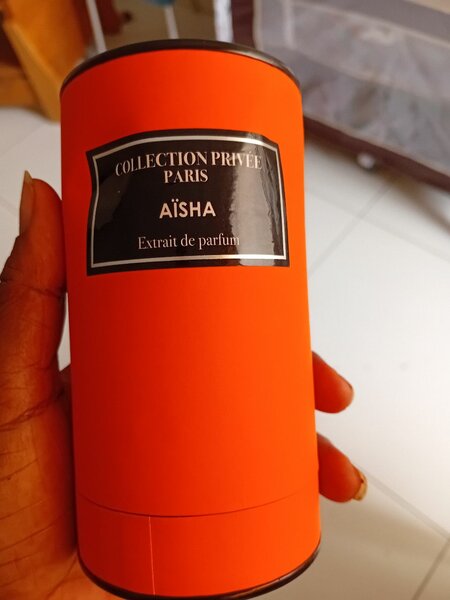 COLLECTION PRIVÉE
PARIS
AÏSHA
Extrait de parfum